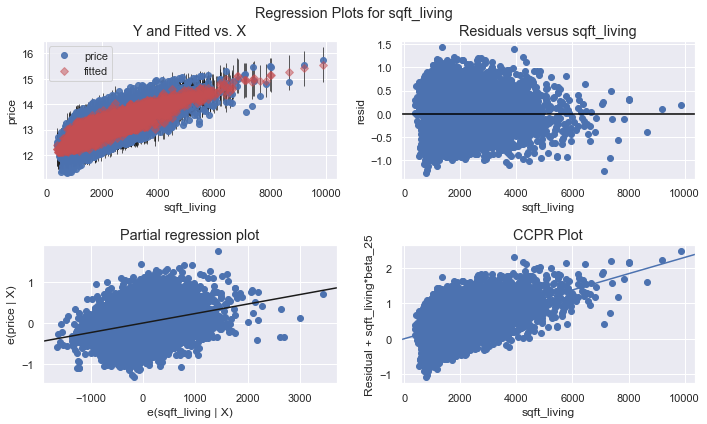 Regression Plots for sqft_living
Y and Fitted vs. X
price
fitted
16
15
14
13
12
price
0 2000 4000 6000 8000 10000
sqft_living
Residuals versus sqft_living
1.5
1.0
0.5
0.0
−0.5
−1.0
resid
0 2000 4000 6000 8000 10000
sqft_living
Partial regression plot
1
0
−1
e(price | X)
−1000 0 1000 2000 3000
e(sqft_living | X)
CCPR Plot
2
1
0
−1
Residual + sqft_living*beta_25
0 2000 4000 6000 8000 10000
sqft_living